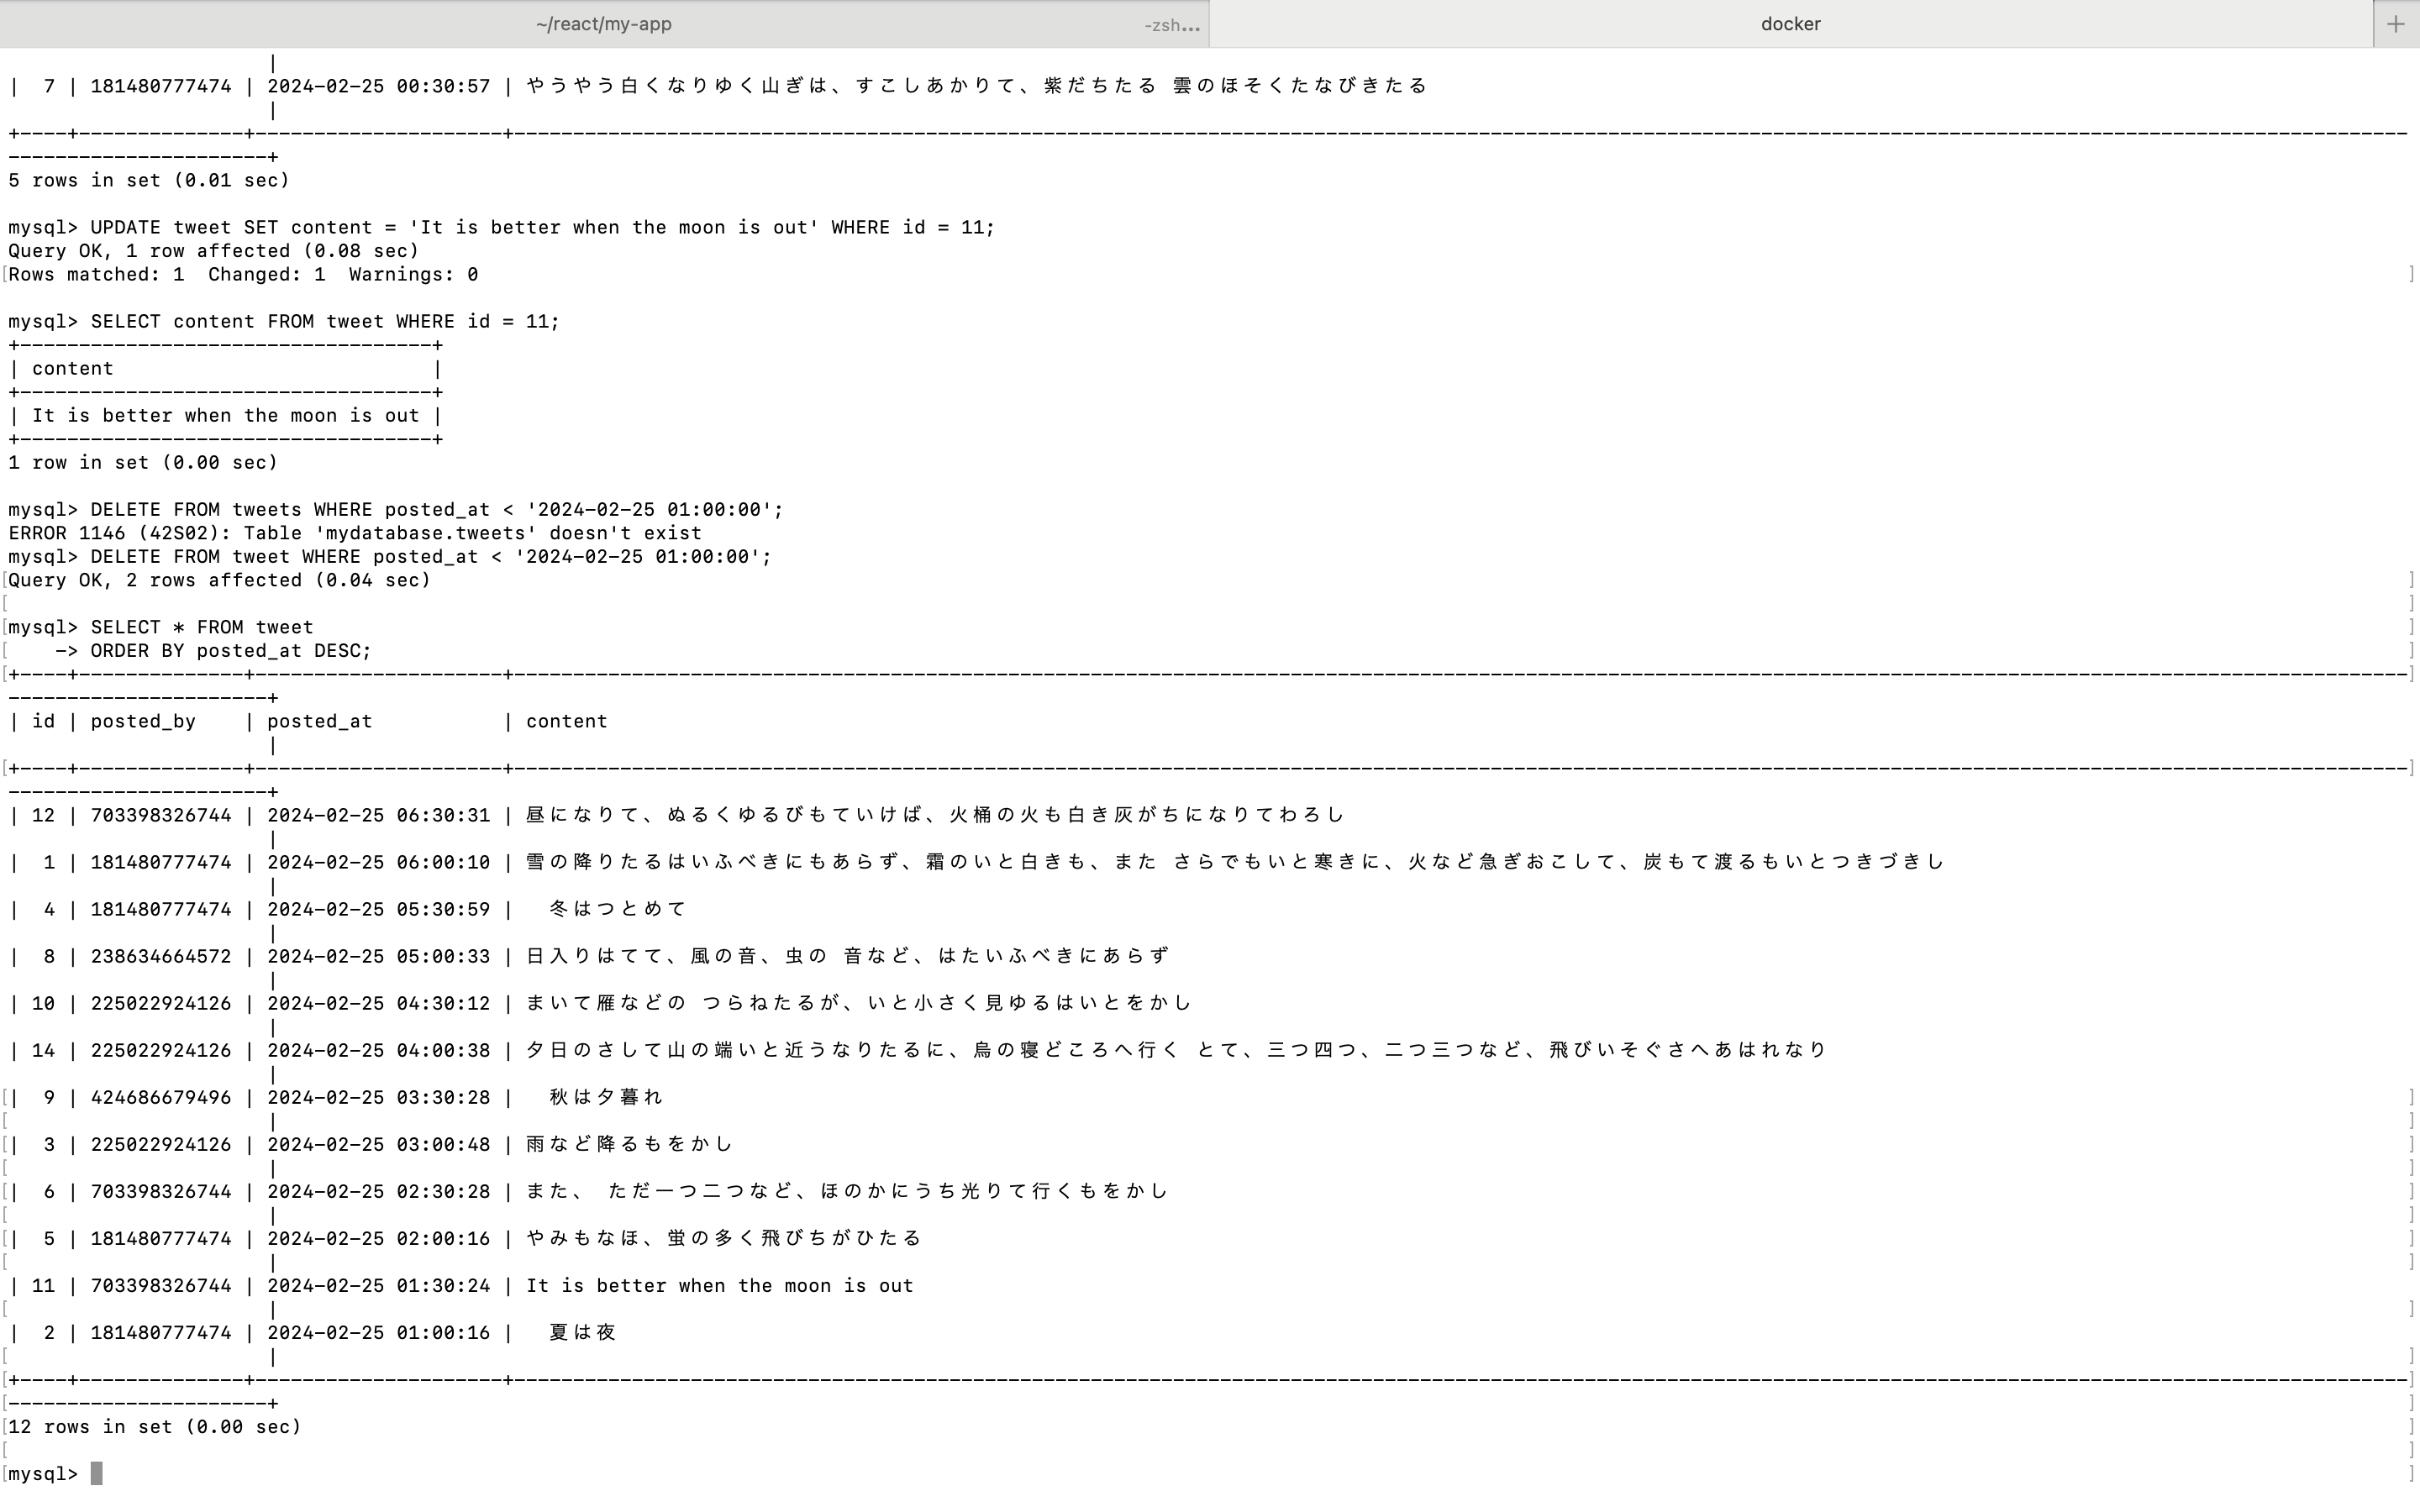 ~/react/my-app -zsh... docker +
|
| 7 | 181480777474 | 2024-02-25 00:30:57 | やうやう白くなりゆく山ぎは、すこしあかりて、紫だちたる 雲のほそくたなびきたる
|
5 rows in set (0.01 sec)
mysql> UPDATE tweet SET content = 'It is better when the moon is out' WHERE id = 11;
Query OK, 1 row affected (0.08 sec)
Rows matched: 1 Changed: 1 Warnings: 0
mysql> SELECT content FROM tweet WHERE id = 11;
| content |
| It is better when the moon is out |
1 row in set (0.00 sec)
mysql> DELETE FROM tweets WHERE posted_at < '2024-02-25 01:00:00';
ERROR 1146 (42S02): Table 'mydatabase.tweets' doesn't exist
mysql> DELETE FROM tweet WHERE posted_at < '2024-02-25 01:00:00';
Query OK, 2 rows affected (0.04 sec)
mysql> SELECT * FROM tweet
-> ORDER BY posted_at DESC;
| id | posted_by | posted_at | content
|
| 12 | 703398326744 | 2024-02-25 06:30:31 | 昼になりて、ぬるくゆるびもていけば、火桶の火も白き灰がちになりてわろし
|
| 1 | 181480777474 | 2024-02-25 06:00:10 | 雪の降りたるはいふべきにもあらず、霜のいと白きも、また さらでもいと寒きに、火など急ぎおこして、炭もて渡るもいとつきづきし
|
| 4 | 181480777474 | 2024-02-25 05:30:59 | 冬はつとめて
|
| 8 | 238634664572 | 2024-02-25 05:00:33 | 日入りはてて、風の音、虫の 音など、はたいふべきにあらず
|
| 10 | 225022924126 | 2024-02-25 04:30:12 | まいて雁などの つらねたるが、いと小さく見ゆるはいとをかし
|
| 14 | 225022924126 | 2024-02-25 04:00:38 | 夕日のさして山の端いと近うなりたるに、烏の寝どころへ行く とて、三つ四つ、二つ三つなど、飛びいそぐさへあはれなり
|
| 9 | 424686679496 | 2024-02-25 03:30:28 | 秋は夕暮れ
|
| 3 | 225022924126 | 2024-02-25 03:00:48 | 雨など降るもをかし
|
| 6 | 703398326744 | 2024-02-25 02:30:28 | また、 ただ一つ二つなど、ほのかにうち光りて行くもをかし
|
| 5 | 181480777474 | 2024-02-25 02:00:16 | やみもなほ、蛍の多く飛びちがひたる
|
| 11 | 703398326744 | 2024-02-25 01:30:24 | It is better when the moon is out
|
| 2 | 181480777474 | 2024-02-25 01:00:16 | 夏は夜
|
12 rows in set (0.00 sec)
mysql>